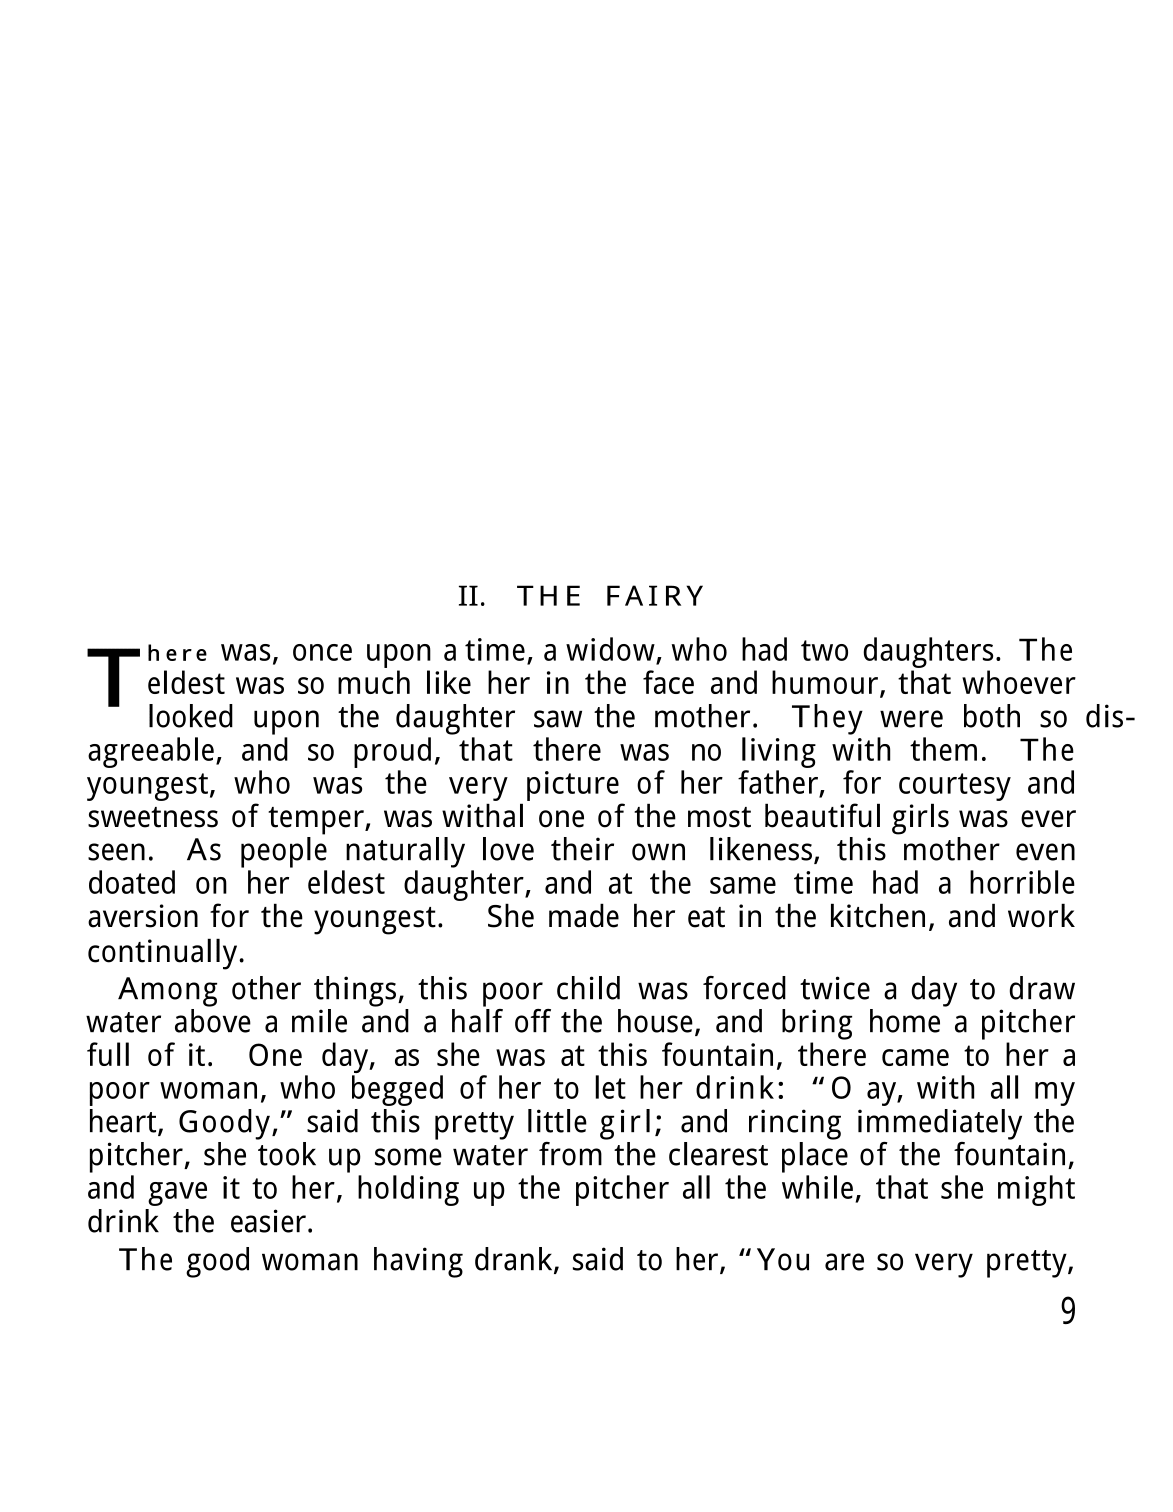 II. THE FAIRY
There was, once upon a time, a widow, who had two daughters. The
eldest was so much like her in the face and humour, that whoever
looked upon the daughter saw the mother. They were both so dis-
agreeable, and so proud, that there was no living with them. The
youngest, who was the very picture of her father, for courtesy and
sweetness of temper, was withal one of the most beautiful girls was ever
seen. As people naturally love their own likeness, this mother even
doated on her eldest daughter, and at the same time had a horrible
aversion for the youngest. She made her eat in the kitchen, and work
continually.
Among other things, this poor child was forced twice a day to draw
water above a mile and a half off the house, and bring home a pitcher
full of it. One day, as she was at this fountain, there came to her a
poor woman, who begged of her to let her drink: “O ay, with all my
heart, Goody,” said this pretty little girl; and rincing immediately the
pitcher, she took up some water from the clearest place of the fountain,
and gave it to her, holding up the pitcher all the while, that she might
drink the easier.
The good woman having drank, said to her, “You are so very pretty,
9